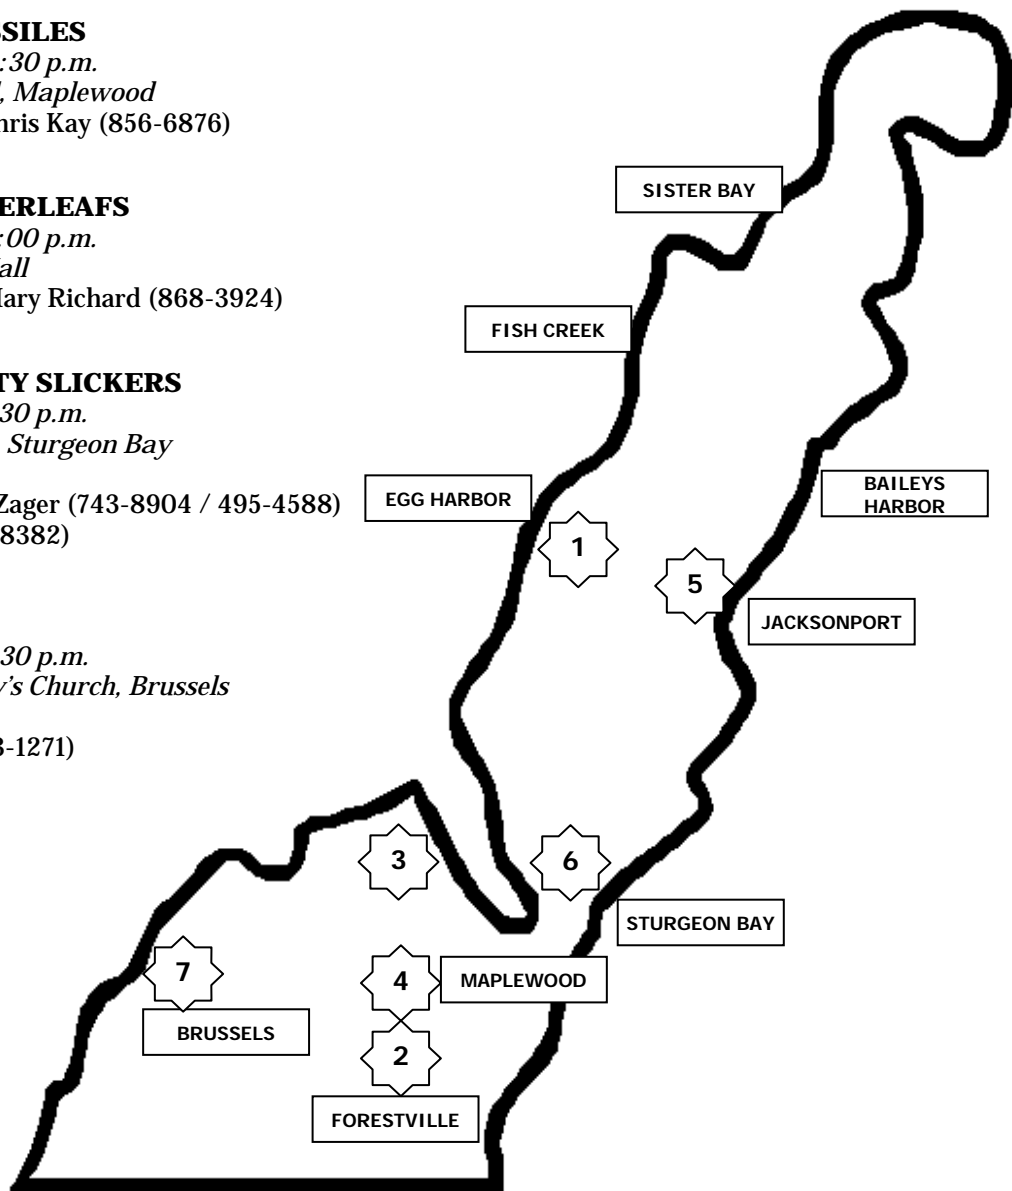 SSILES
:30 p.m.
, Maplewood
hris Kay (856-6876)
ERLEAFS
:00 p.m.
all
Mary Richard (868-3924)
TY SLICKERS
30 p.m.
Sturgeon Bay
Zager (743-8904 / 495-4588)
8382)
30 p.m.
y's Church, Brussels
3-1271)
SISTER BAY
FISH CREEK
EGG HARBOR
BAILEYS
HARBOR
1
5
JACKSONPORT
3
6
STURGEON BAY
7
4
MAPLEWOOD
BRUSSELS
2
FORESTVILLE